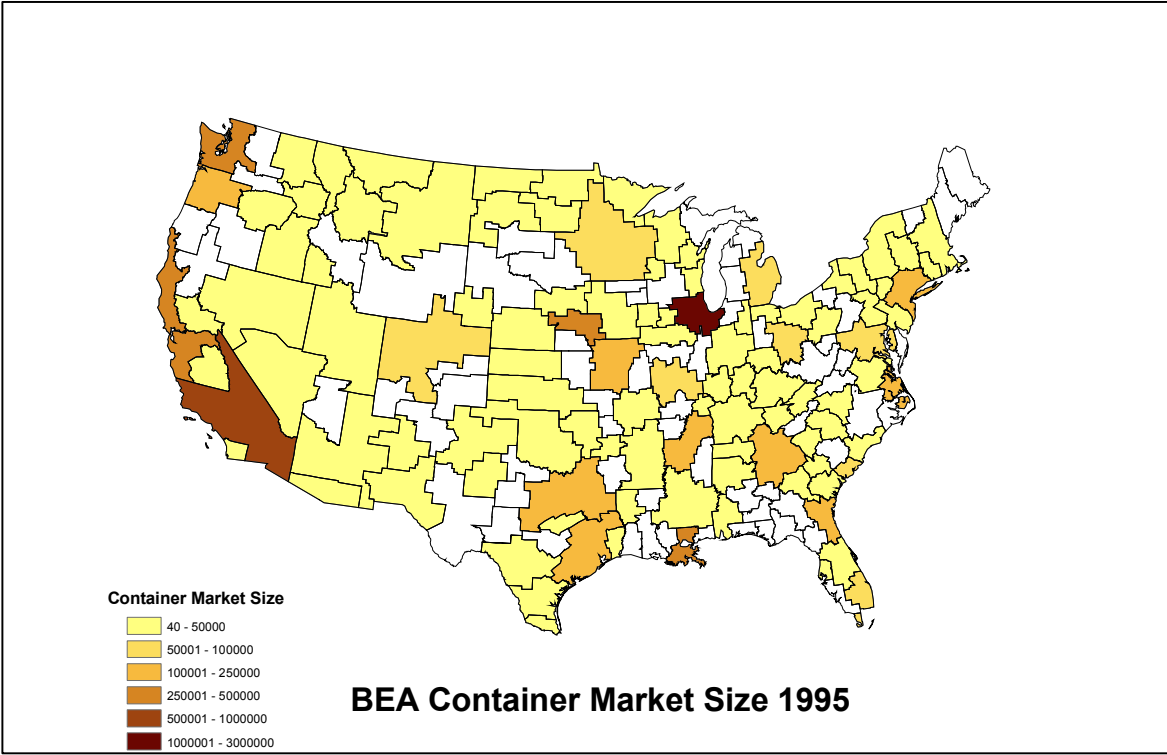 Container Market Size
40 - 50000
50001 - 100000
100001 - 250000
250001 - 500000
500001 - 1000000
1000001 - 3000000
BEA Container Market Size 1995